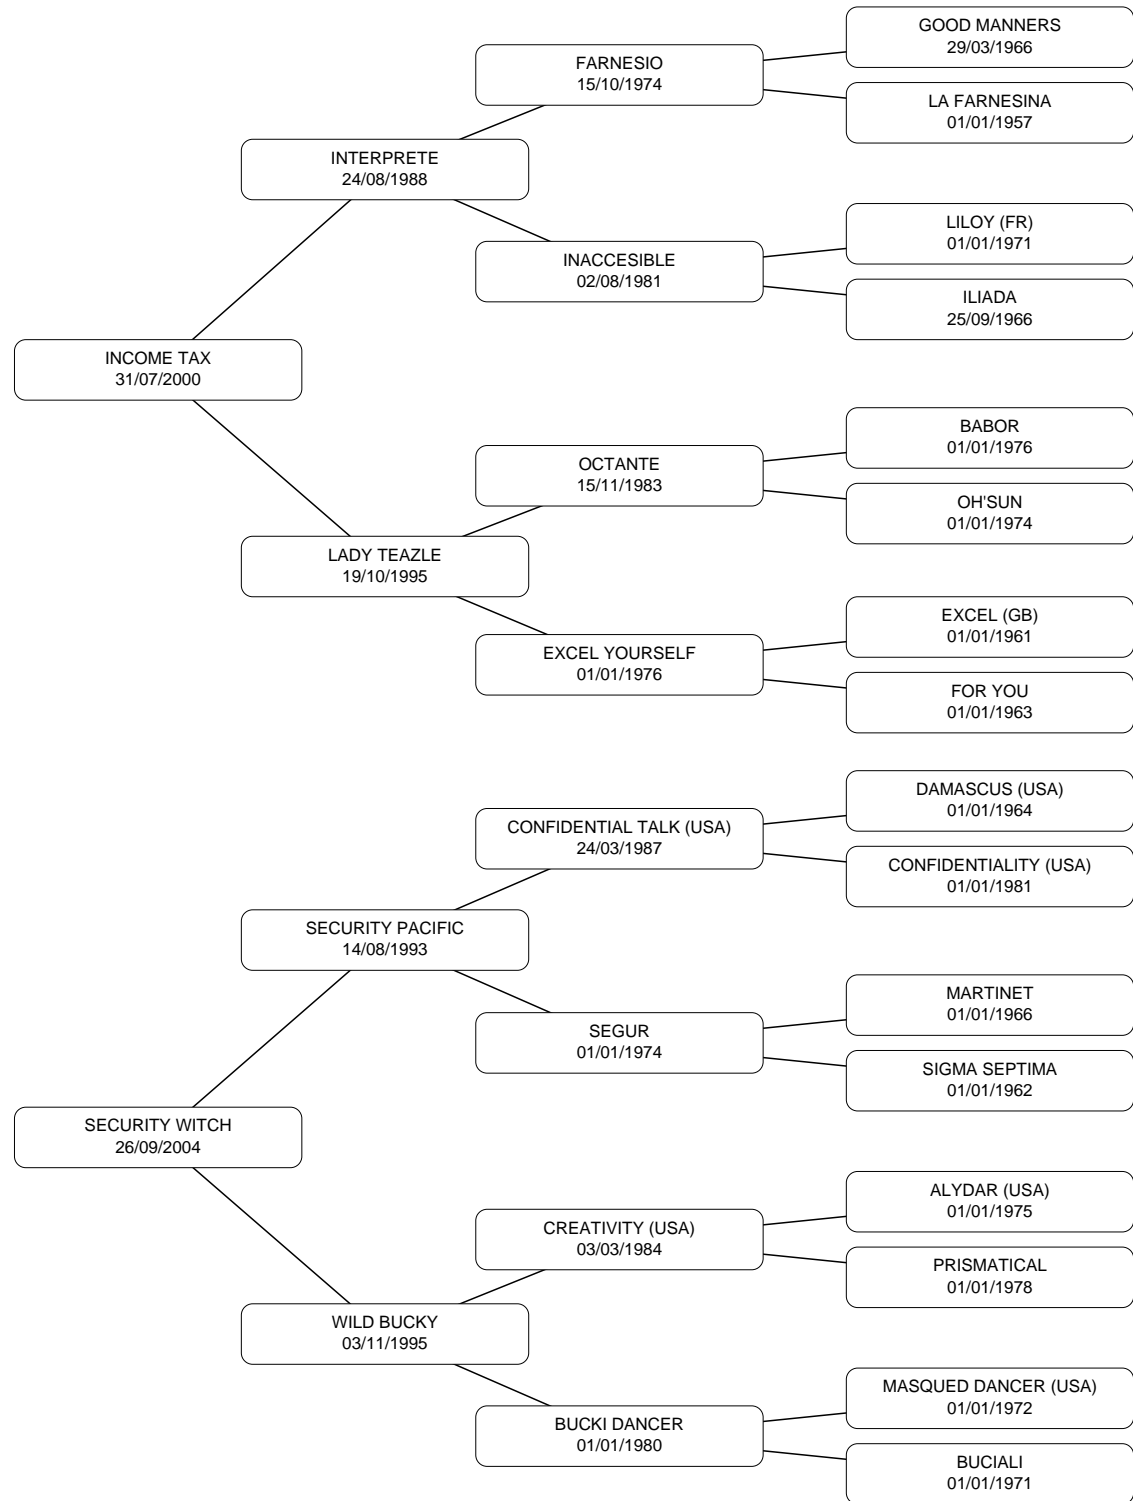 GOOD MANNERS
29/03/1966
FARNESIO
15/10/1974
LA FARNESINA
01/01/1957
INTERPRETE
24/08/1988
LILOY (FR)
01/01/1971
INACCESIBLE
02/08/1981
ILIADA
25/09/1966
INCOME TAX
31/07/2000
BABOR
01/01/1976
OCTANTE
15/11/1983
OH'SUN
01/01/1974
LADY TEAZLE
19/10/1995
EXCEL (GB)
01/01/1961
EXCEL YOURSELF
01/01/1976
FOR YOU
01/01/1963
DAMASCUS (USA)
01/01/1964
CONFIDENTIAL TALK (USA)
24/03/1987
CONFIDENTIALITY (USA)
01/01/1981
SECURITY PACIFIC
14/08/1993
MARTINET
01/01/1966
SEGUR
01/01/1974
SIGMA SEPTIMA
01/01/1962
SECURITY WITCH
26/09/2004
ALYDAR (USA)
01/01/1975
CREATIVITY (USA)
03/03/1984
PRISMATICAL
01/01/1978
WILD BUCKY
03/11/1995
MASQUED DANCER (USA)
01/01/1972
BUCKI DANCER
01/01/1980
BUCIALI
01/01/1971